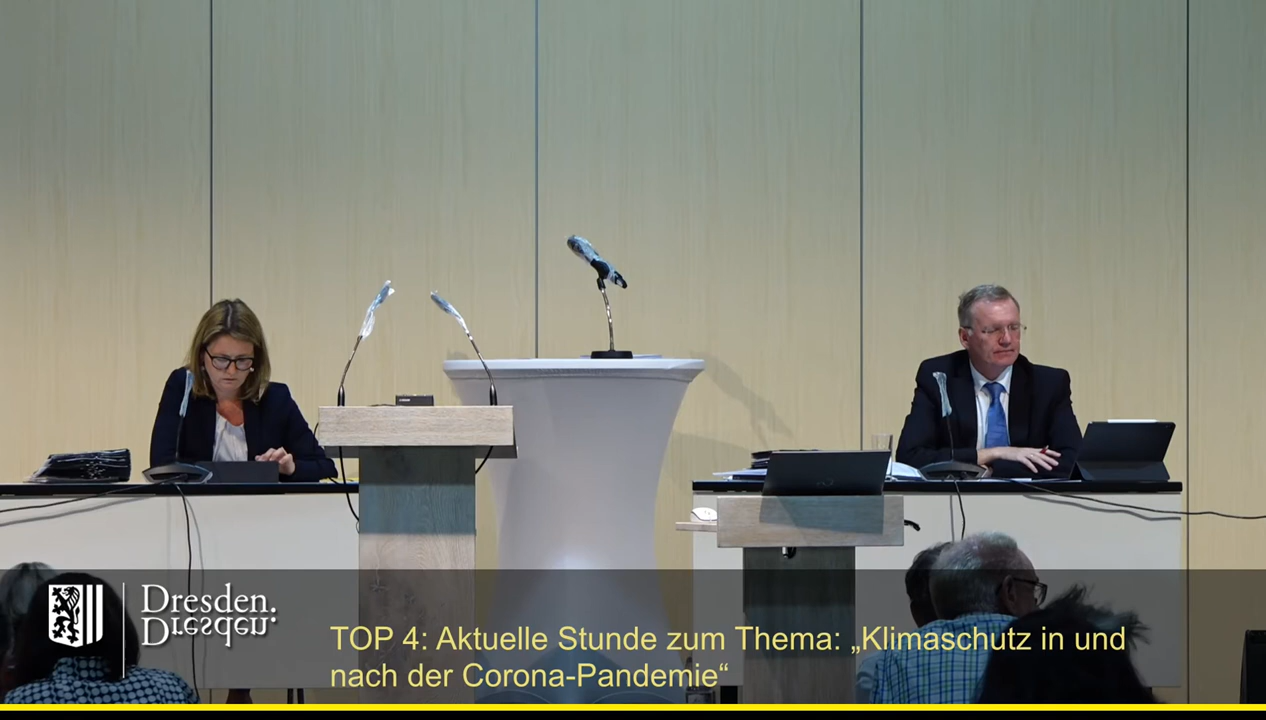 Dresden.
Dresden.
TOP 4: Aktuelle Stunde zum Thema: „Klimaschutz in und
nach der Corona-Pandemie“